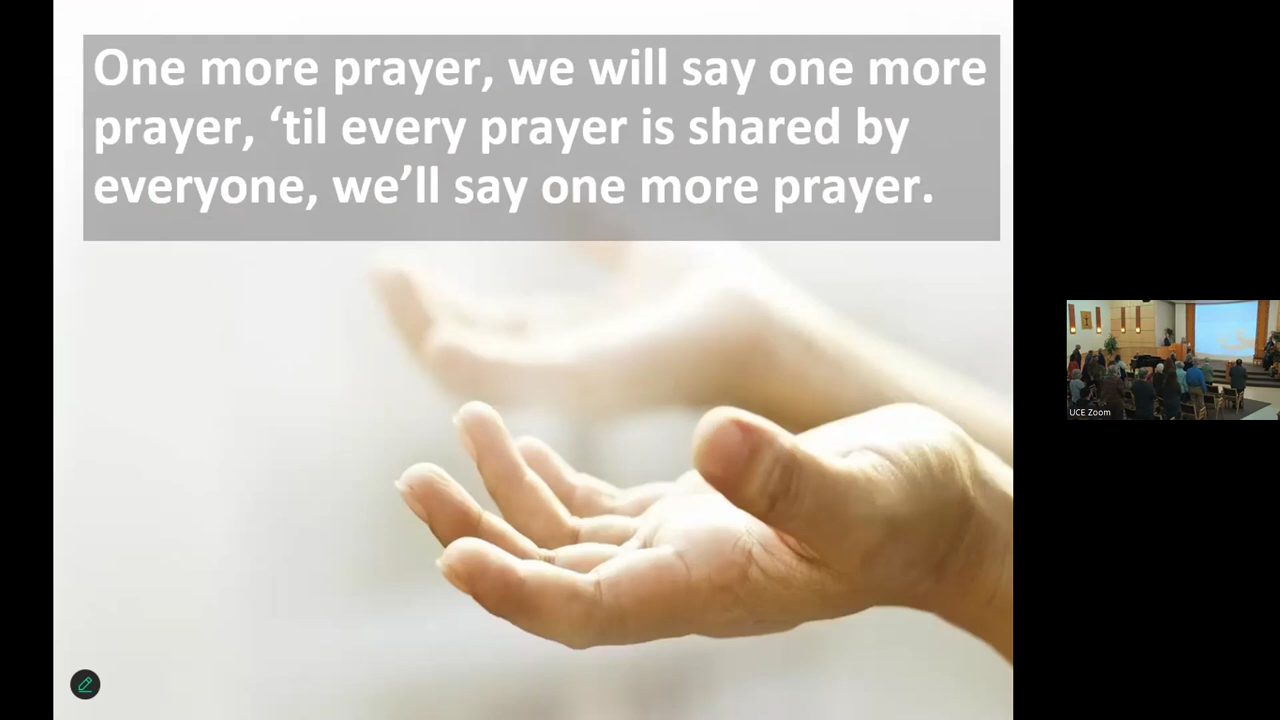 One more prayer, we will say one more
prayer, ‘til every prayer is shared by
everyone, we’ll say one more prayer.
UCE Zoom